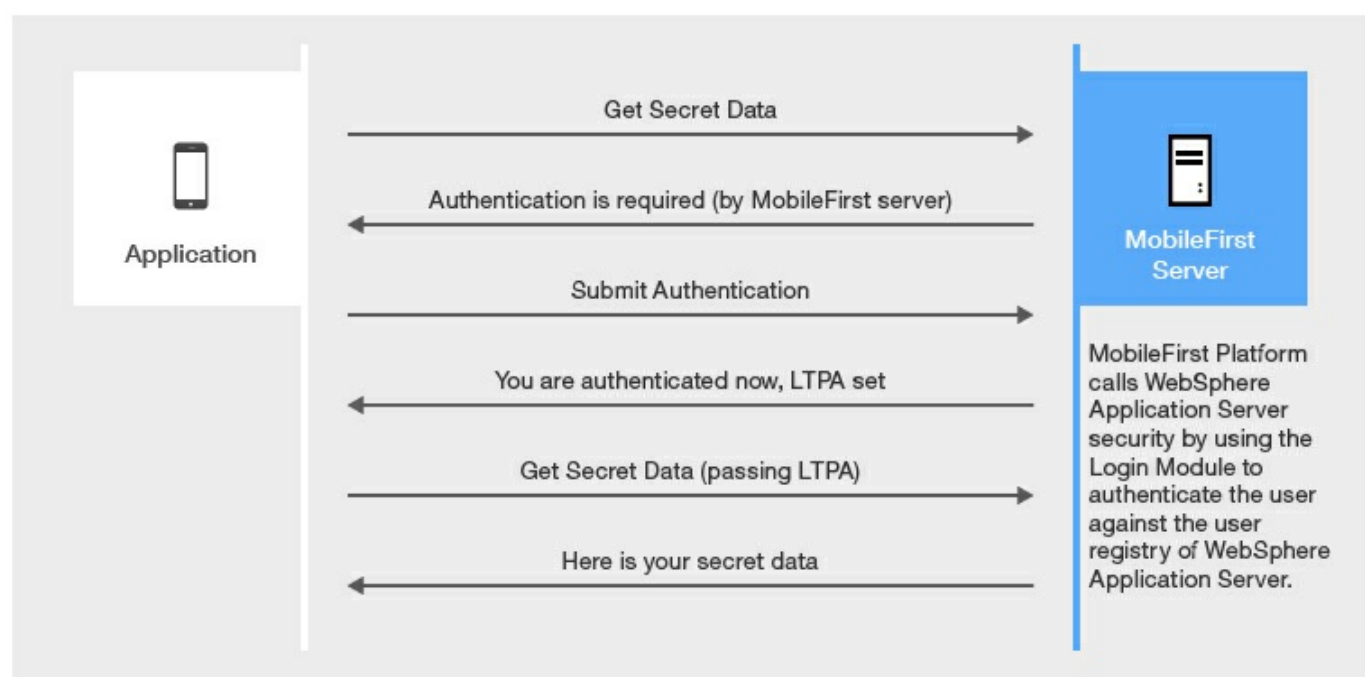 Get Secret Data
Authentication is required (by MobileFirst server)
Application
MobileFirst
Server
Submit Authentication
You are authenticated now, LTPA set
Get Secret Data (passing LTPA)
Here is your secret data
MobileFirst Platform
calls WebSphere
Application Server
security by using the
Login Module to
authenticate the user
against the user
registry of WebSphere
Application Server.